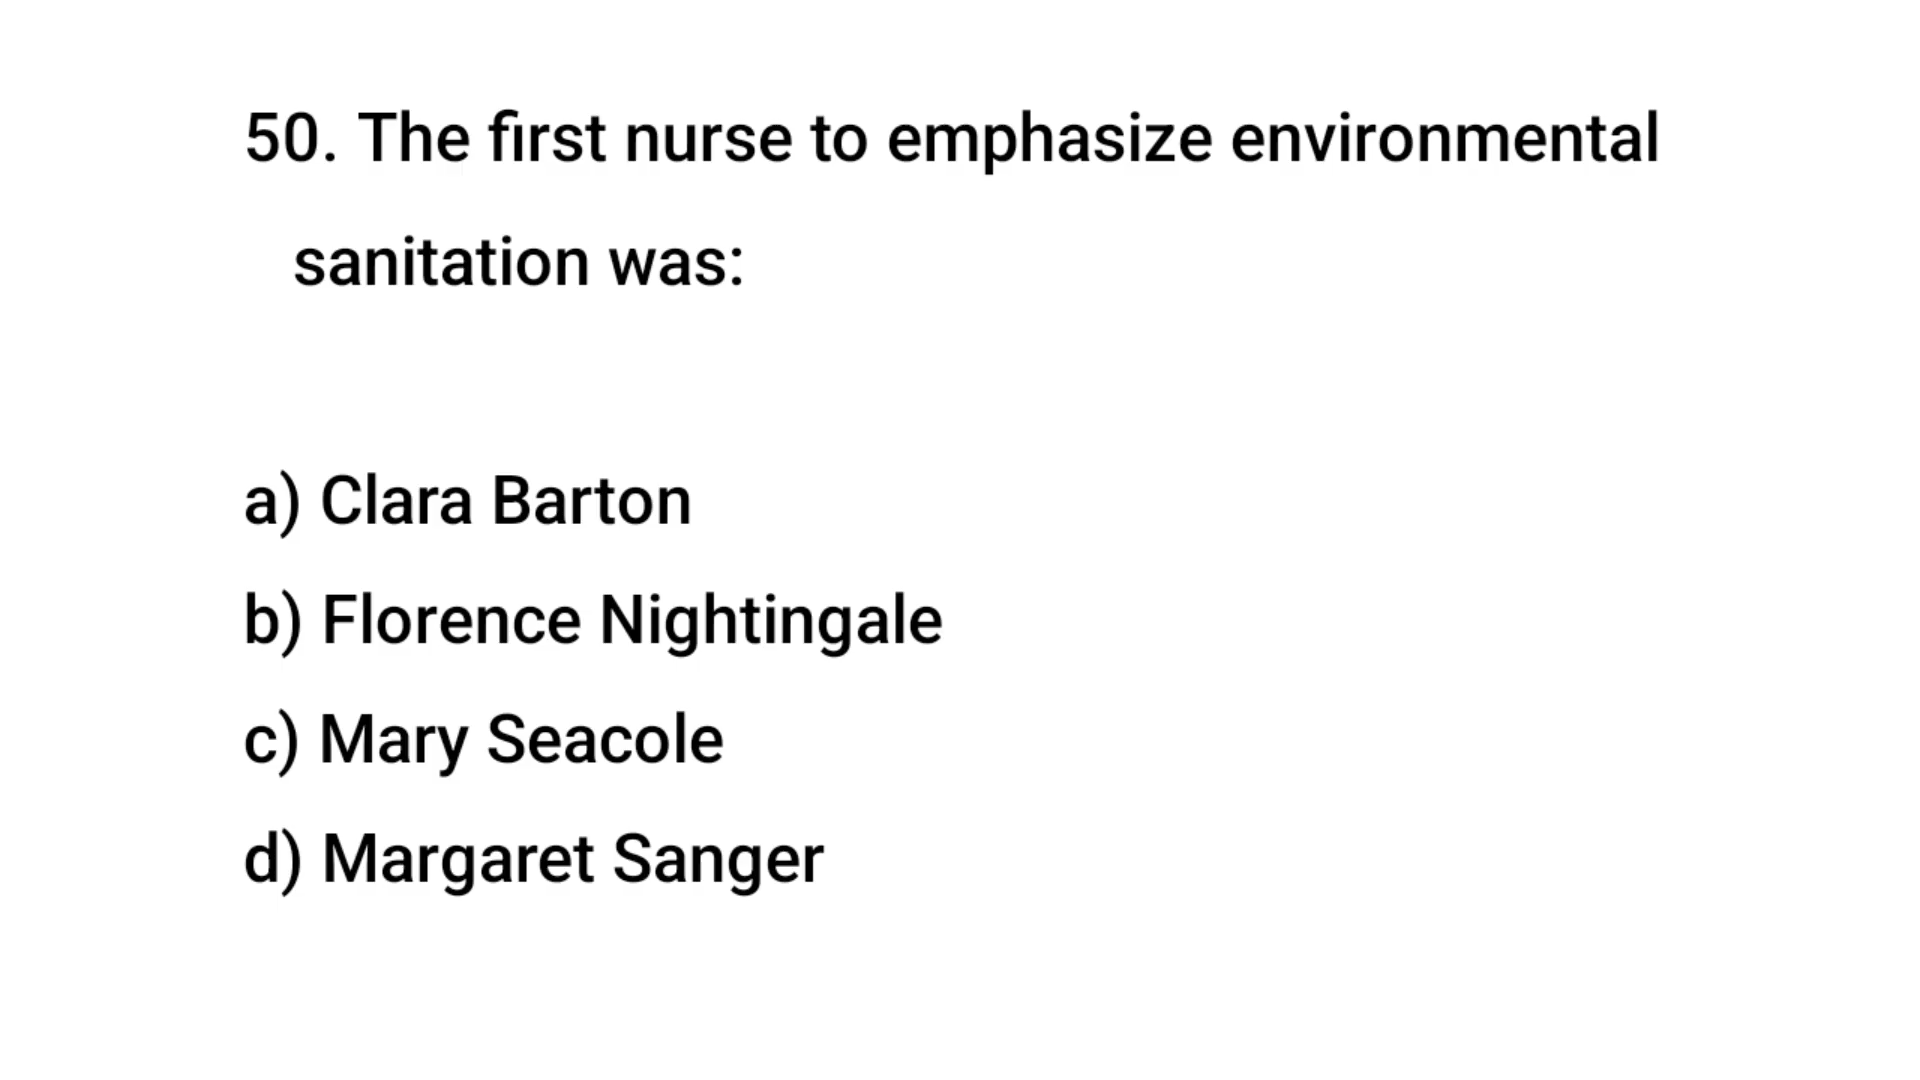 50. The first nurse to emphasize environmental
sanitation was:
a) Clara Barton
b) Florence Nightingale
c) Mary Seacole
d) Margaret Sanger